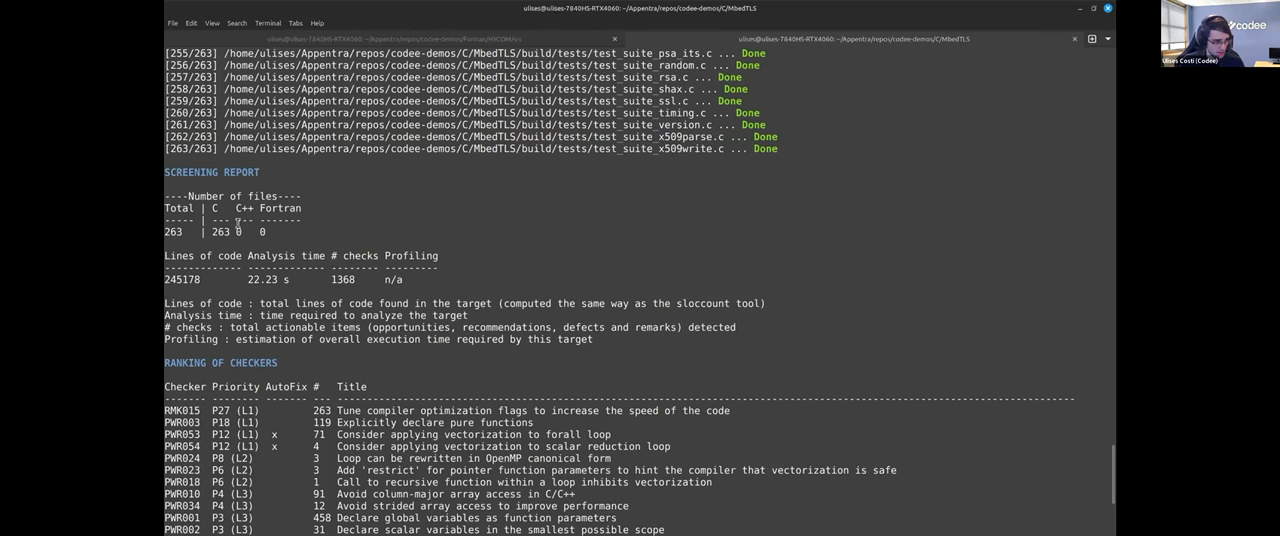 ulises@ulises-7840HS-RTX4060: ~/Appentra/repos/codee-demos/C/MbedTLS
File Edit View Search Terminal Tabs Help
ulises@ulises-7840HS-RTX4060: ~/Appentra/repos/codee-demos/C/MbedTLS
[255/263] /home/ulises/Appentra/repos/codee-demos/C/MbedTLS/build/tests/test_suite_psa_its.c ... Done
[256/263] /home/ulises/Appentra/repos/codee-demos/C/MbedTLS/build/tests/test_suite_random.c ... Done
[257/263] /home/ulises/Appentra/repos/codee-demos/C/MbedTLS/build/tests/test_suite_rsa.c ... Done
[258/263] /home/ulises/Appentra/repos/codee-demos/C/MbedTLS/build/tests/test_suite_shax.c ... Done
[259/263] /home/ulises/Appentra/repos/codee-demos/C/MbedTLS/build/tests/test_suite_ssl.c ... Done
[260/263] /home/ulises/Appentra/repos/codee-demos/C/MbedTLS/build/tests/test_suite_timing.c ... Done
[261/263] /home/ulises/Appentra/repos/codee-demos/C/MbedTLS/build/tests/test_suite_version.c ... Done
[262/263] /home/ulises/Appentra/repos/codee-demos/C/MbedTLS/build/tests/test_suite_x509parse.c ... Done
[263/263] /home/ulises/Appentra/repos/codee-demos/C/MbedTLS/build/tests/test_suite_x509write.c ... Done
SCREENING REPORT
----Number of files----
Total | C C++ Fortran
----- | --- --- -------
263 | 263 0 0
Lines of code Analysis time # checks Profiling
------------- ------------- -------- ---------
245178 22.23 s 1368 n/a
Lines of code : total lines of code found in the target (computed the same way as the sloccount tool)
Analysis time : time required to analyze the target
# checks : total actionable items (opportunities, recommendations, defects and remarks) detected
Profiling : estimation of overall execution time required by this target
RANKING OF CHECKERS
Checker Priority AutoFix # Title
RMK015 P27 (L1) 263 Tune compiler optimization flags to increase the speed of the code
PWR003 P18 (L1) 119 Explicitly declare pure functions
PWR053 P12 (L1) x 71 Consider applying vectorization to forall loop
PWR054 P12 (L1) x 4 Consider applying vectorization to scalar reduction loop
PWR024 P8 (L2) 3 Loop can be rewritten in OpenMP canonical form
PWR023 P6 (L2) 3 Add 'restrict' for pointer function parameters to hint the compiler that vectorization is safe
PWR018 P6 (L2) 1 Call to recursive function within a loop inhibits vectorization
PWR010 P4 (L3) 91 Avoid column-major array access in C/C++
PWR034 P4 (L3) 12 Avoid strided array access to improve performance
PWR001 P3 (L3) 458 Declare global variables as function parameters
PWR002 P3 (L3) 31 Declare scalar variables in the smallest possible scope
codee
Ulises Costi (Codee)